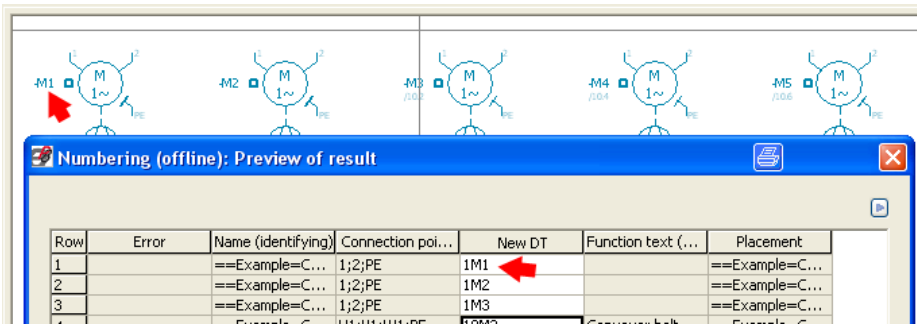 1 2 1 2 1 2 1 2 1 2
-M1 M 1~ -M2 M 1~ -M3 M 1~ -M4 M 1~ -M5 M 1~
/10.2 /10.4 /10.6
PE PE PE PE PE
Numbering (offline): Preview of result
Row Error Name (identifying) Connection poi... New DT Function text (... Placement
1 ==Example=C... 1;2;PE 1M1 ==Example=C...
2 ==Example=C... 1;2;PE 1M2 ==Example=C...
3 ==Example=C... 1;2;PE 1M3 ==Example=C...